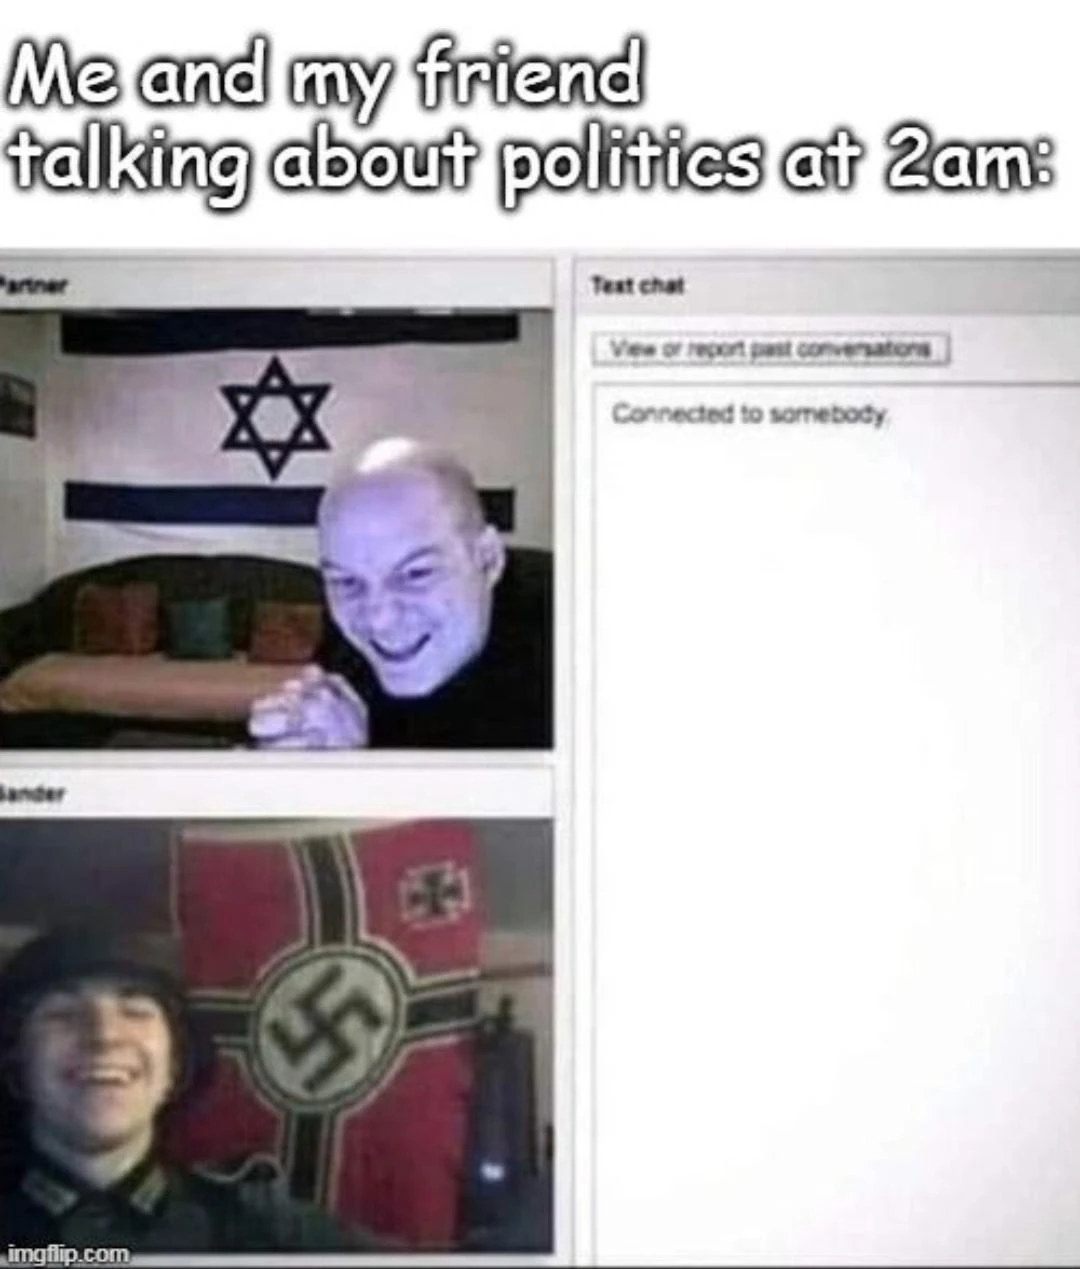 Me and my friend
talking about politics at 2am:
Partner
Text chat
View or report past conversations
Connected to somebody.
imgflip.com